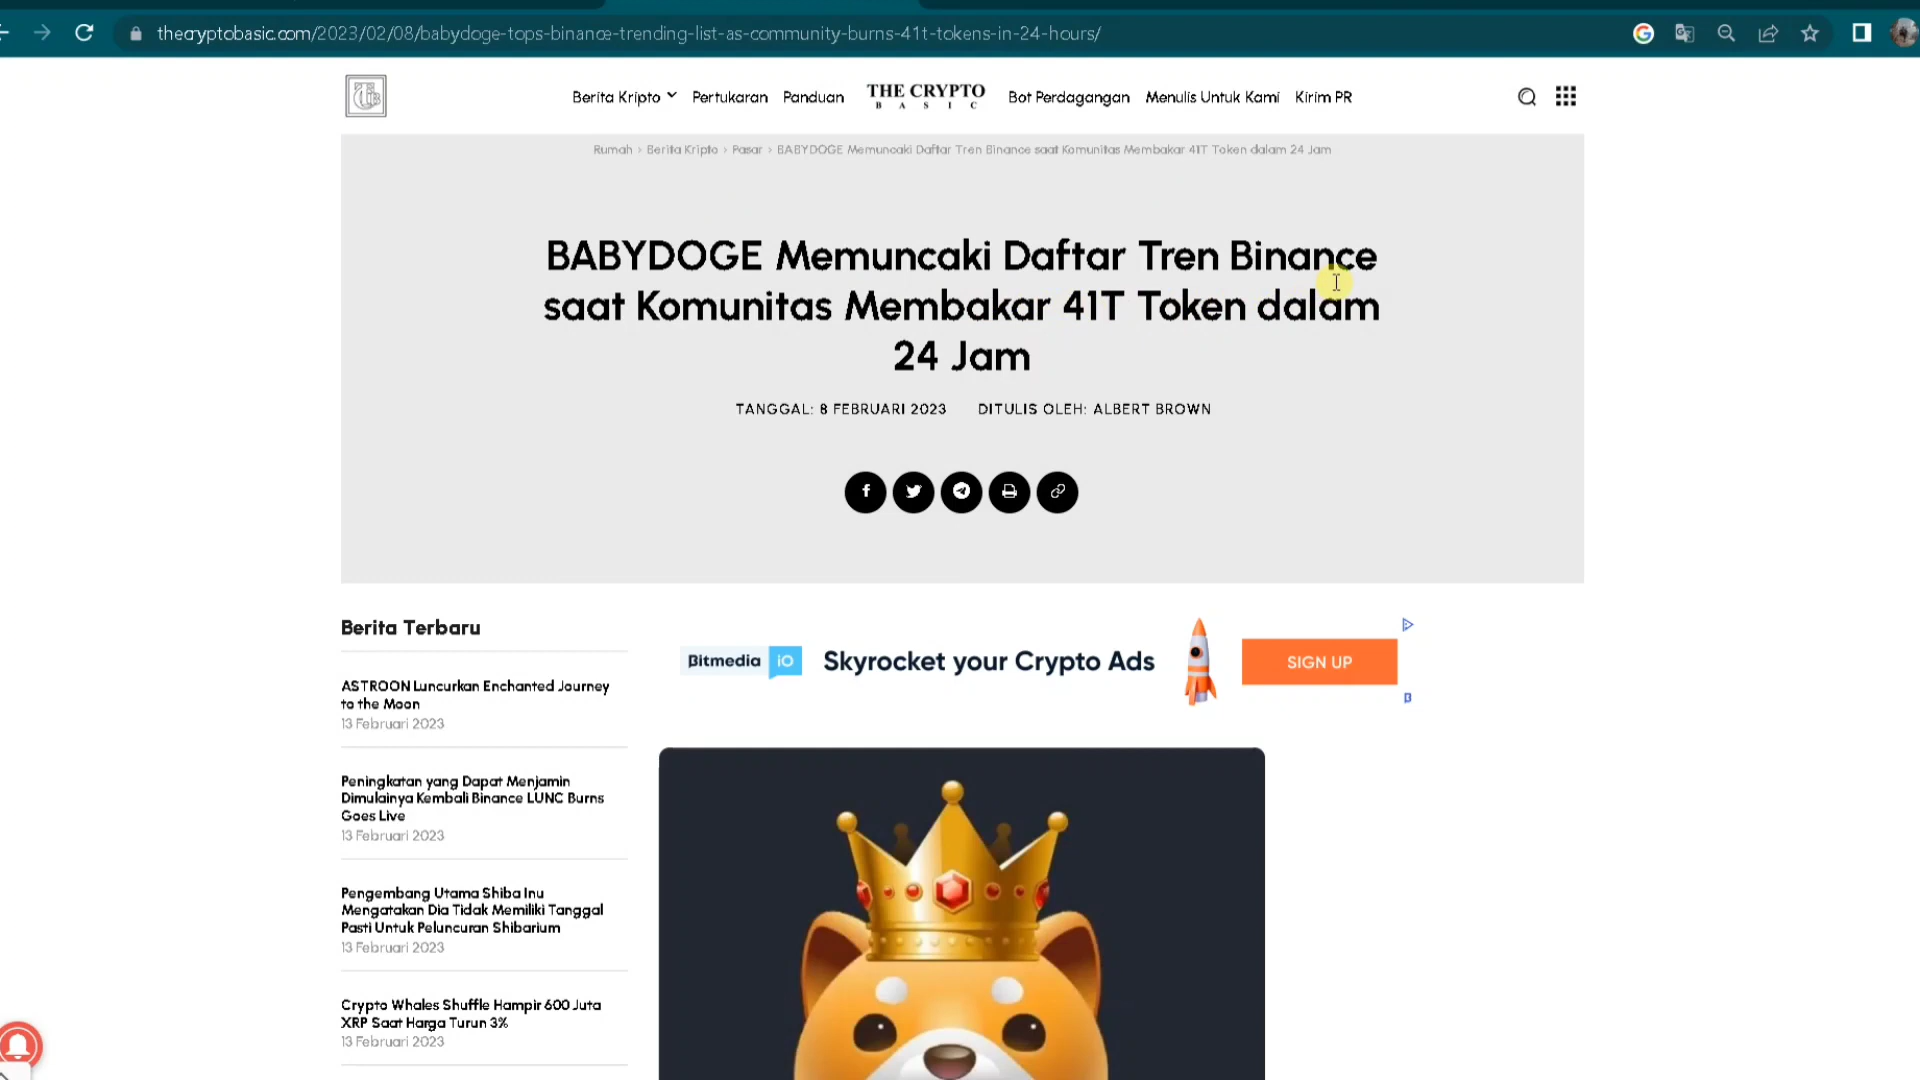 thecryptobasic.com/2023/02/08/babydoge-tops-binance-trending-list-as-community-burns-41t-tokens-in-24-hours/
Berita Kripto Pertukaran Panduan THE CRYPTO BASIC Bot Perdagangan Menulis Untuk Kami Kirim PR
Rumah › Berita Kripto › Pasar › BABYDOGE Memuncaki Daftar Tren Binance saat Komunitas Membakar 41T Token dalam 24 Jam
BABYDOGE Memuncaki Daftar Tren Binance
saat Komunitas Membakar 41T Token dalam
24 Jam
TANGGAL: 8 FEBRUARI 2023 DITULIS OLEH: ALBERT BROWN
Berita Terbaru
ASTROON Luncurkan Enchanted Journey
to the Moon
13 Februari 2023
Peningkatan yang Dapat Menjamin
Dimulainya Kembali Binance LUNC Burns
Goes Live
13 Februari 2023
Pengembang Utama Shiba Inu
Mengatakan Dia Tidak Memiliki Tanggal
Pasti Untuk Peluncuran Shibarium
13 Februari 2023
Crypto Whales Shuffle Hampir 600 Juta
XRP Saat Harga Turun 3%
13 Februari 2023
Bitmedia iO Skyrocket your Crypto Ads SIGN UP